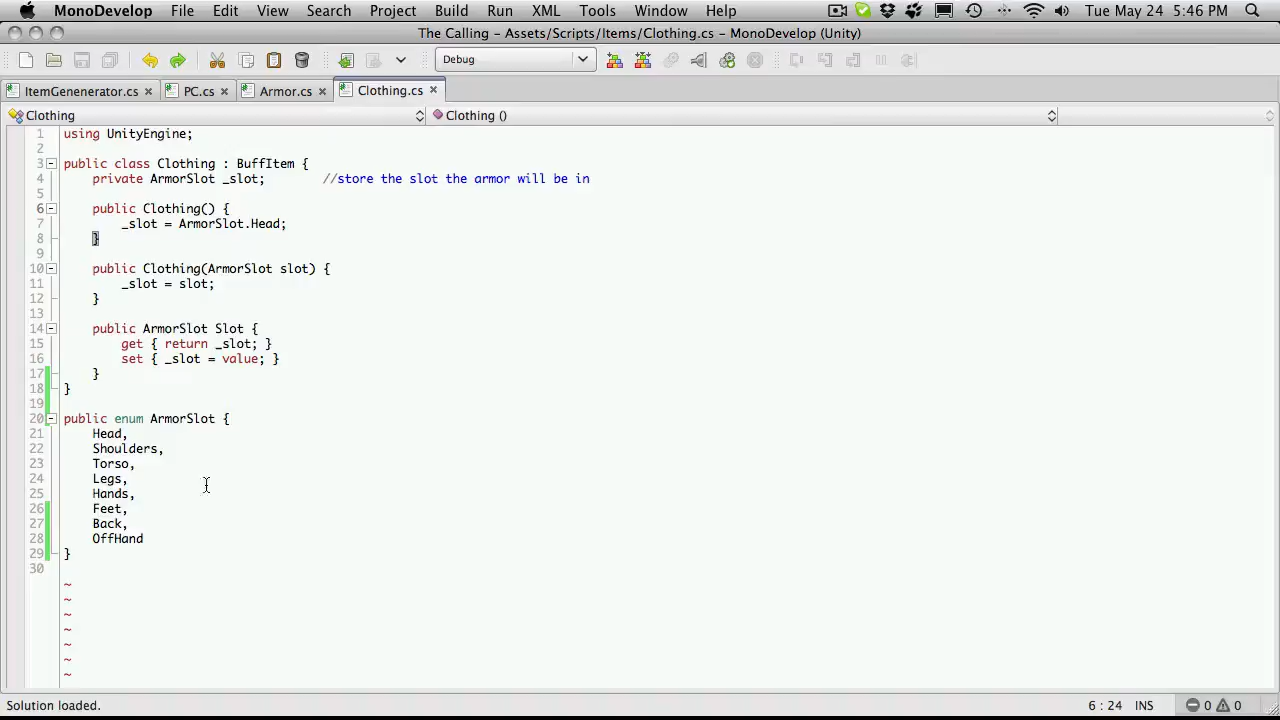 MonoDevelop File Edit View Search Project Build Run XML Tools Window Help Tue May 24 5:46 PM
The Calling – Assets/Scripts/Items/Clothing.cs – MonoDevelop (Unity)
Debug
ItemGenenerator.cs PC.cs Armor.cs Clothing.cs
Clothing Clothing ()
1 using UnityEngine;
2
3 public class Clothing : BuffItem {
4 private ArmorSlot _slot; //store the slot the armor will be in
5
6 public Clothing() {
7 _slot = ArmorSlot.Head;
8 }
9
10 public Clothing(ArmorSlot slot) {
11 _slot = slot;
12 }
13
14 public ArmorSlot Slot {
15 get { return _slot; }
16 set { _slot = value; }
17 }
18 }
19
20 public enum ArmorSlot {
21 Head,
22 Shoulders,
23 Torso,
24 Legs,
25 Hands,
26 Feet,
27 Back,
28 OffHand
29 }
30
~
~
~
~
~
~
~
Solution loaded. 6 : 24 INS 0 0